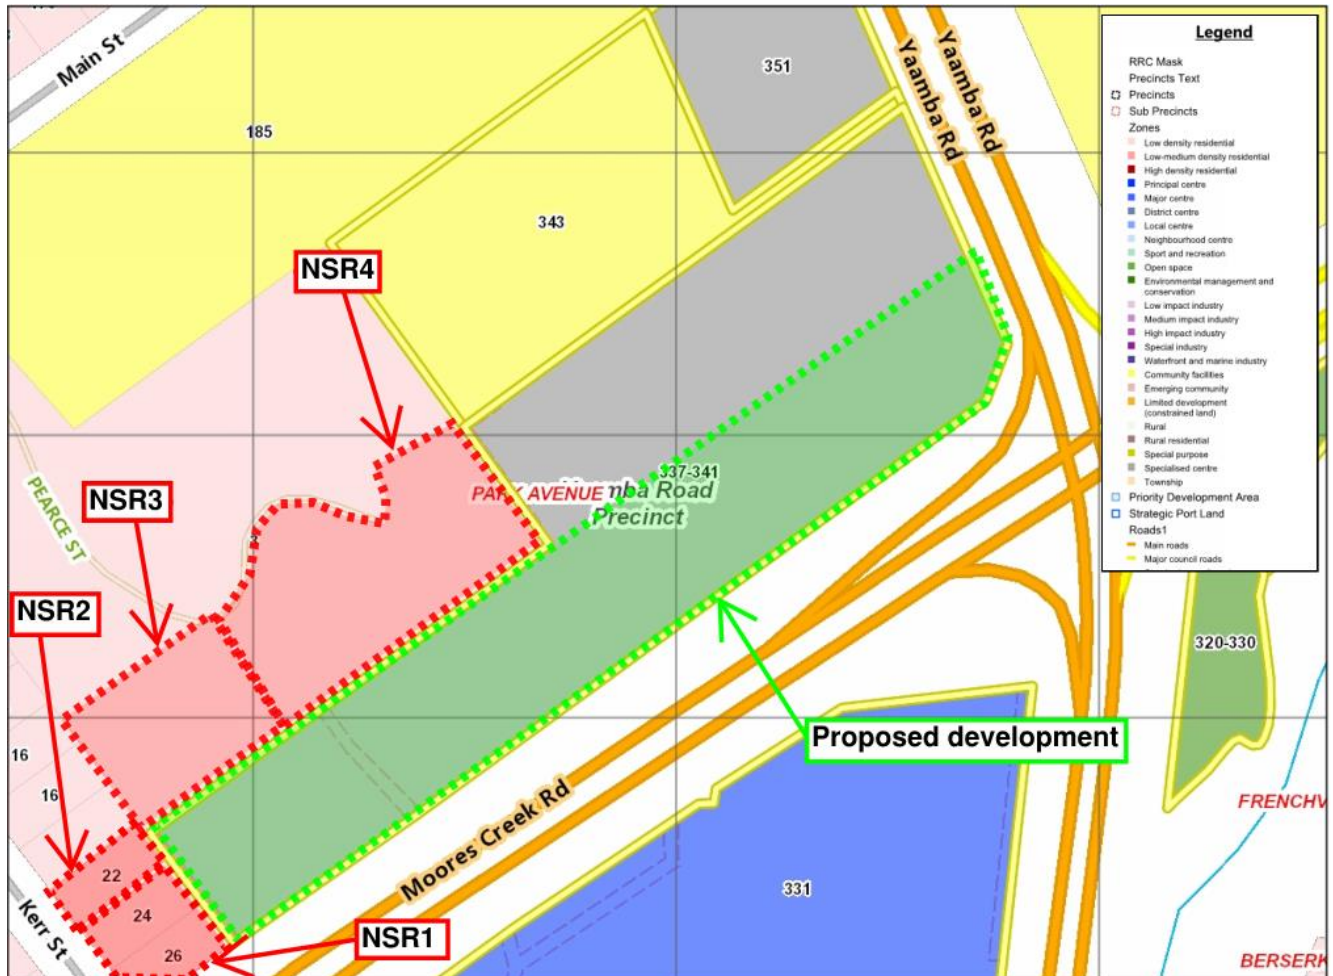 Main St
185
351
Yaamba Rd
Yaamba Rd
343
NSR4
337-341
PARK AVENUE
mba Road
Precinct
PEARCE ST
NSR3
3
NSR2
16
16
22
24
26
Kerr St
NSR1
Moores Creek Rd
Proposed development
331
320-330
FRENCHV
BERSERK
Legend
RRC Mask
Precincts Text
Precincts
Sub Precincts
Zones
Low density residential
Low-medium density residential
High density residential
Principal centre
Major centre
District centre
Local centre
Neighbourhood centre
Sport and recreation
Open space
Environmental management and
conservation
Low impact industry
Medium impact industry
High impact industry
Special industry
Waterfront and marine industry
Community facilities
Emerging community
Limited development
(constrained land)
Rural
Rural residential
Special purpose
Specialised centre
Township
Priority Development Area
Strategic Port Land
Roads1
Main roads
Major council roads